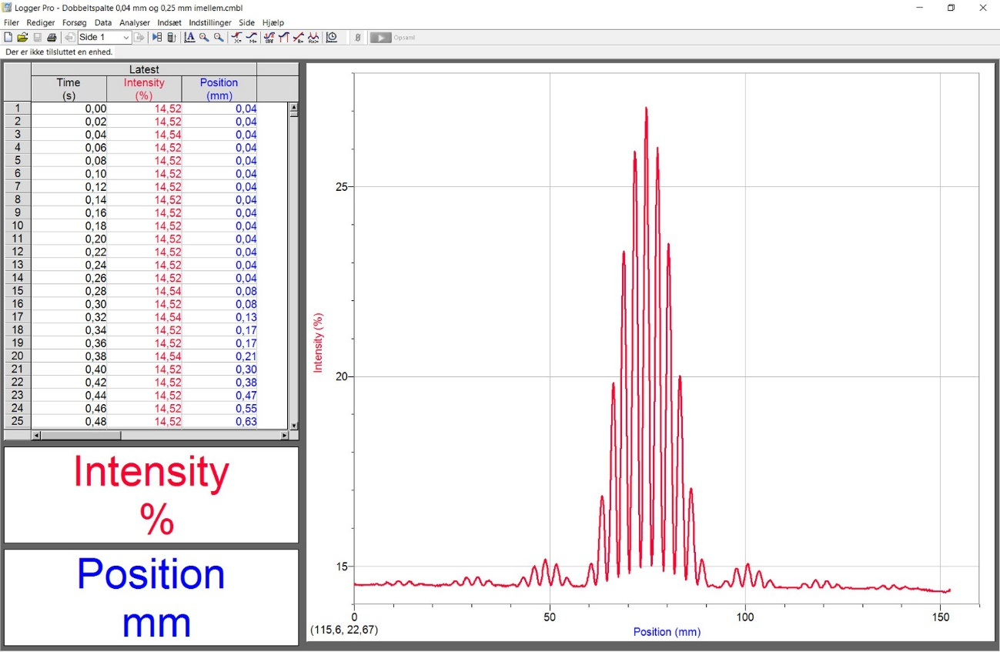 Logger Pro - Dobbeltspalte 0,04 mm og 0,25 mm imellem.cmbl
Filer Rediger Forsøg Data Analyser Indsæt Indstillinger Side Hjælp
Side 1 Opsaml
Der er ikke tilsluttet en enhed.
Latest
Time Intensity Position
(s) (%) (mm)
1 0,00 14,52 0,04
2 0,02 14,52 0,04
3 0,04 14,54 0,04
4 0,06 14,52 0,04
5 0,08 14,52 0,04
6 0,10 14,52 0,04
7 0,12 14,52 0,04
8 0,14 14,52 0,04
9 0,16 14,52 0,04
10 0,18 14,52 0,04
11 0,20 14,52 0,04
12 0,22 14,52 0,04
13 0,24 14,52 0,04
14 0,26 14,52 0,04
15 0,28 14,54 0,08
16 0,30 14,52 0,08
17 0,32 14,54 0,13
18 0,34 14,52 0,17
19 0,36 14,52 0,17
20 0,38 14,54 0,21
21 0,40 14,52 0,30
22 0,42 14,52 0,38
23 0,44 14,52 0,47
24 0,46 14,52 0,55
25 0,48 14,52 0,63
Intensity
%
Position
mm
25
20
15
Intensity (%)
0 50 100 150
(115,6, 22,67)
Position (mm)